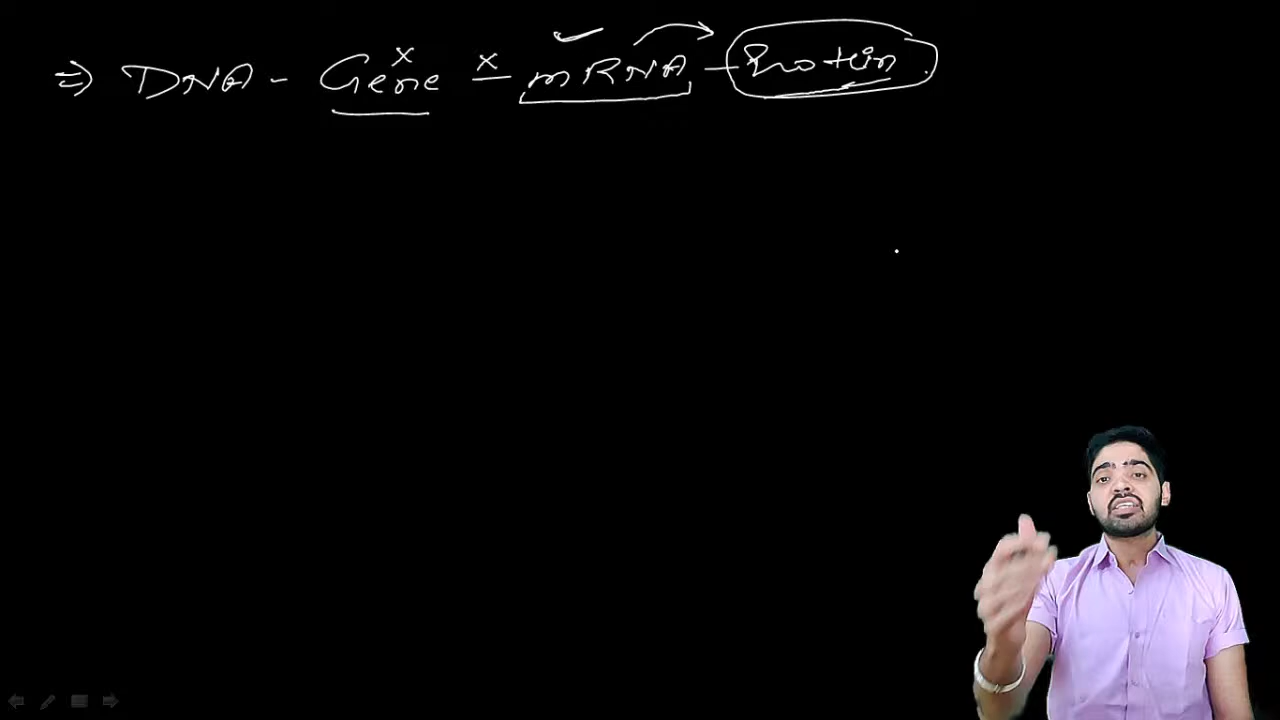 ⇒ DNA - Gene - mRNA - Protein.